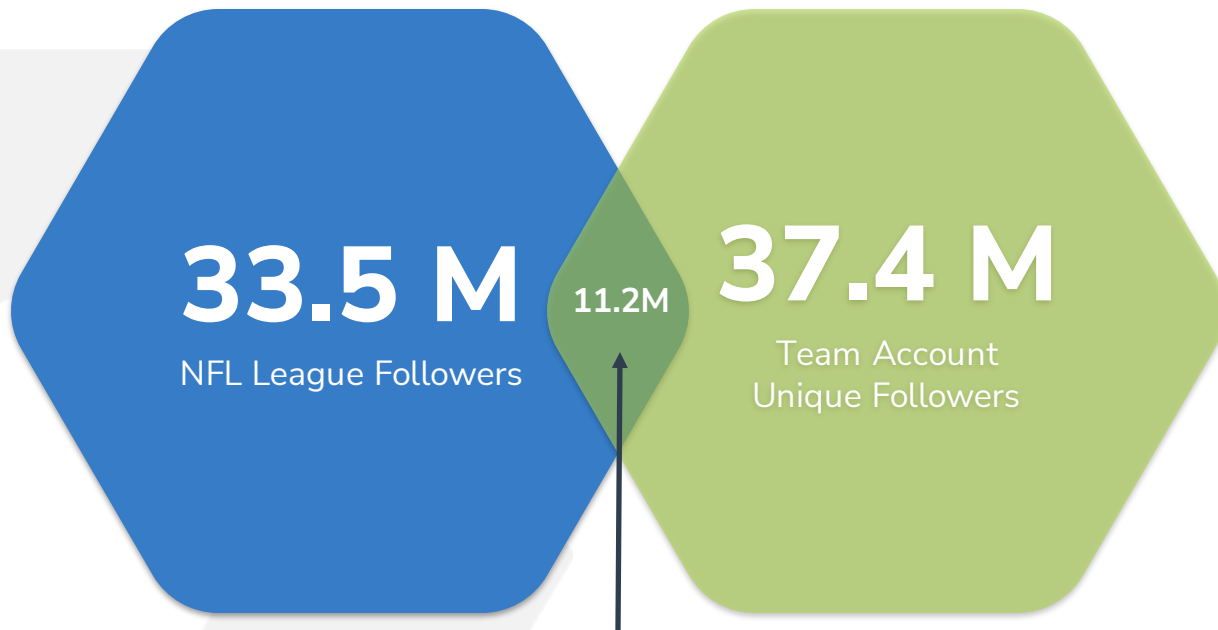 33.5 M
NFL League Followers
11.2M
37.4 M
Team Account
Unique Followers